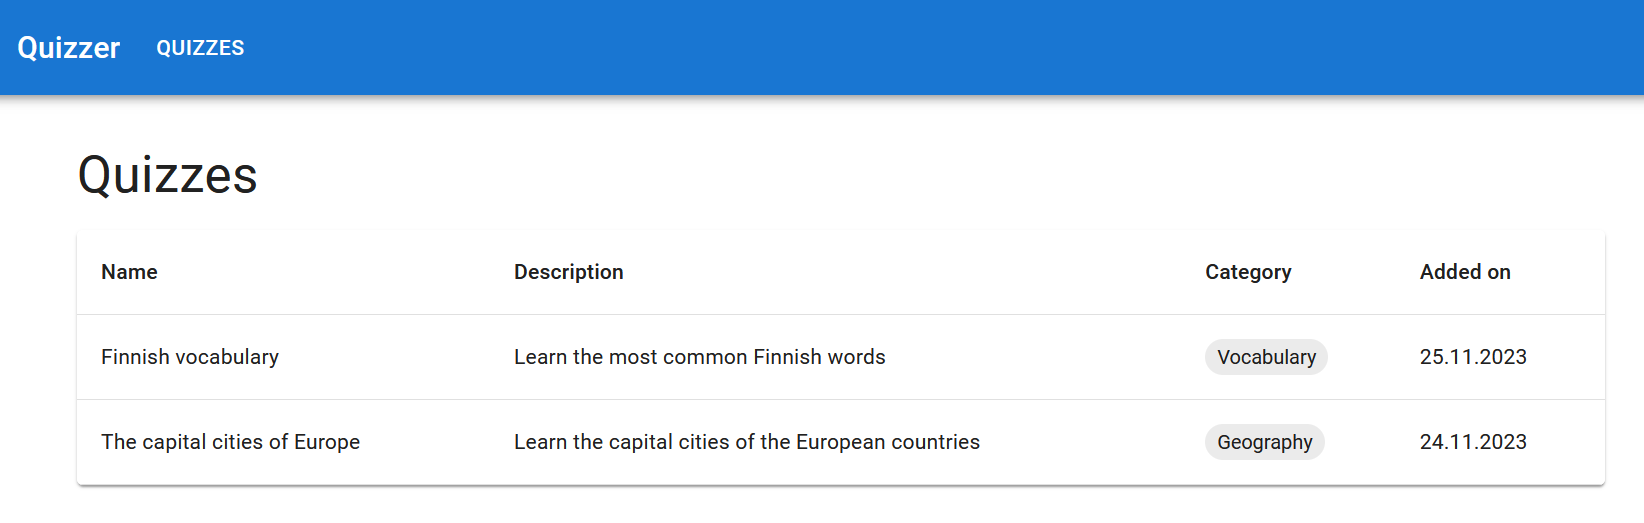 Quizzer QUIZZES
Quizzes
Name Description Category Added on
Finnish vocabulary Learn the most common Finnish words Vocabulary 25.11.2023
The capital cities of Europe Learn the capital cities of the European countries Geography 24.11.2023